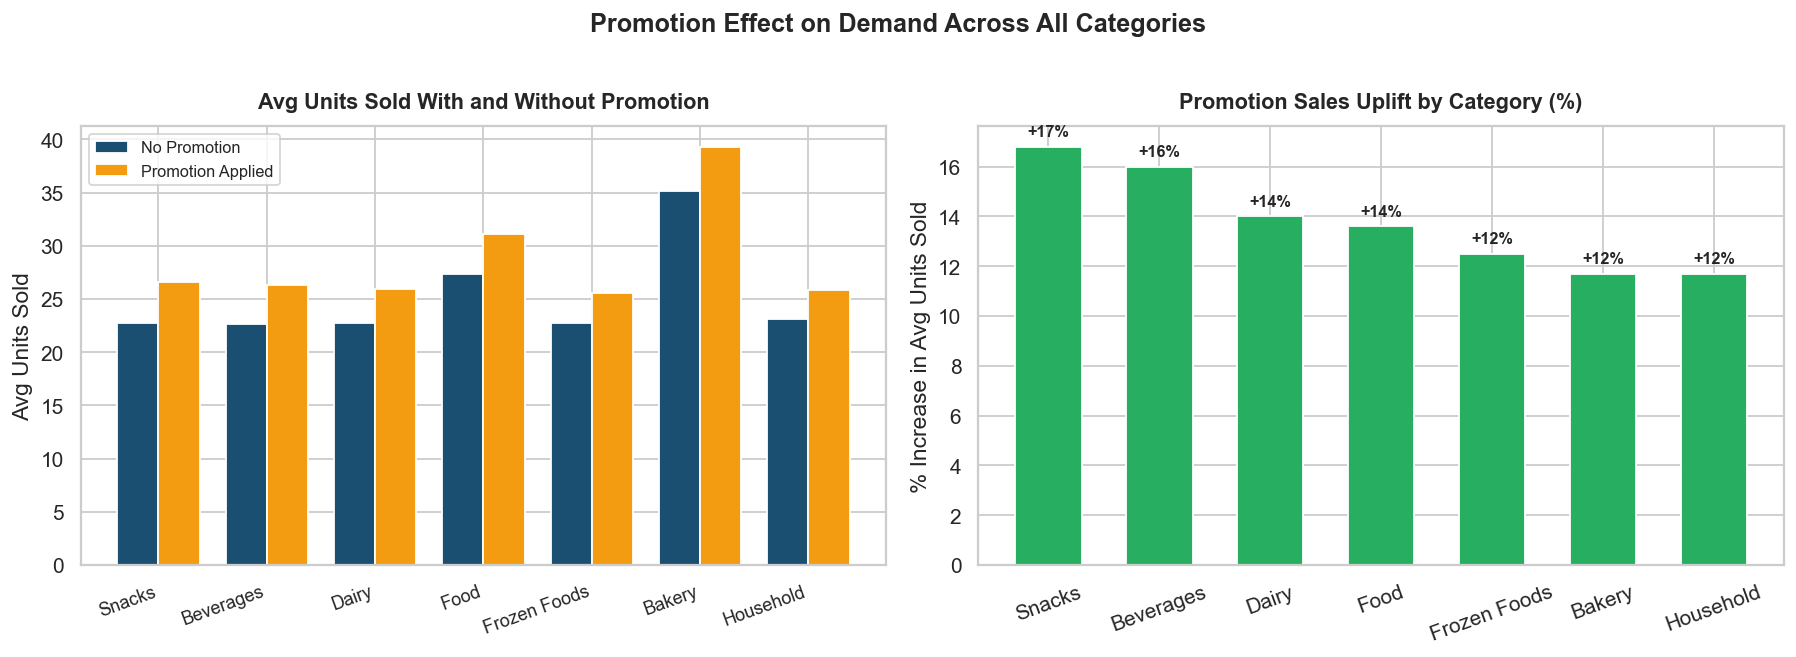 Promotion Effect on Demand Across All Categories
Avg Units Sold With and Without Promotion
No Promotion
Promotion Applied
Avg Units Sold
40
35
30
25
20
15
10
5
0
Snacks
Beverages
Dairy
Food
Frozen Foods
Bakery
Household
Promotion Sales Uplift by Category (%)
% Increase in Avg Units Sold
16
14
12
10
8
6
4
2
0
+17%
+16%
+14%
+14%
+12%
+12%
+12%
Snacks
Beverages
Dairy
Food
Frozen Foods
Bakery
Household